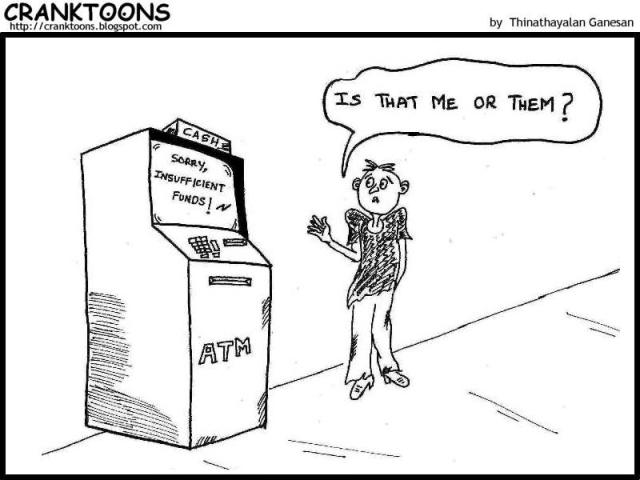 CRANKTOONS
http://cranktoons.blogspot.com
by Thinathayalan Ganesan
IS THAT ME OR THEM?
CASH
SORRY,
INSUFFICIENT
FUNDS!
ATM